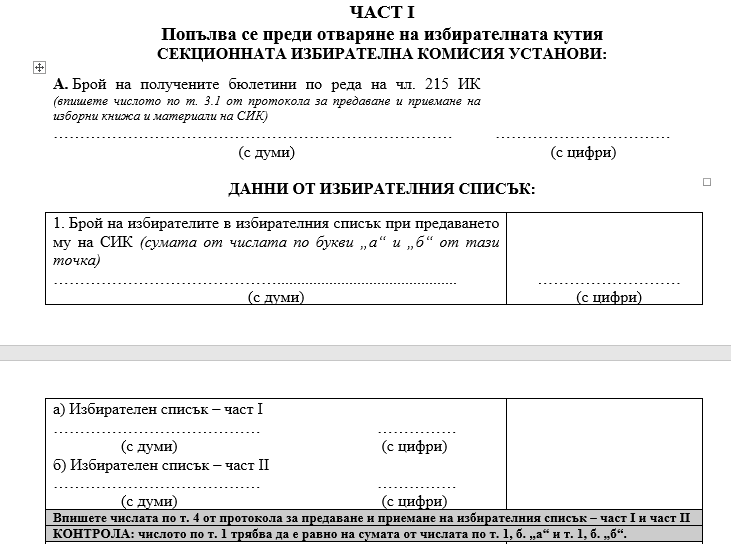 ЧАСТ I
Попълва се преди отваряне на избирателната кутия
СЕКЦИОННАТА ИЗБИРАТЕЛНА КОМИСИЯ УСТАНОВИ:
А. Брой на получените бюлетини по реда на чл. 215 ИК
(впишете числото по т. 3.1 от протокола за предаване и приемане на
изборни книжа и материали на СИК)
…………………………………………………………………… ……………………………
(с думи) (с цифри)
ДАННИ ОТ ИЗБИРАТЕЛНИЯ СПИСЪК:
1. Брой на избирателите в избирателния списък при предаването
му на СИК (сумата от числата по букви „а“ и „б“ от тази
точка)
…………………………………….......................................... ………………………
(с думи) (с цифри)
а) Избирателен списък – част I
………………………………… ……………
(с думи) (с цифри)
б) Избирателен списък – част II
………………………………… ……………
(с думи) (с цифри)
Впишете числата по т. 4 от протокола за предаване и приемане на избирателния списък – част I и част II
КОНТРОЛА: числото по т. 1 трябва да е равно на сумата от числата по т. 1, б. „а“ и т. 1, б. „б“.